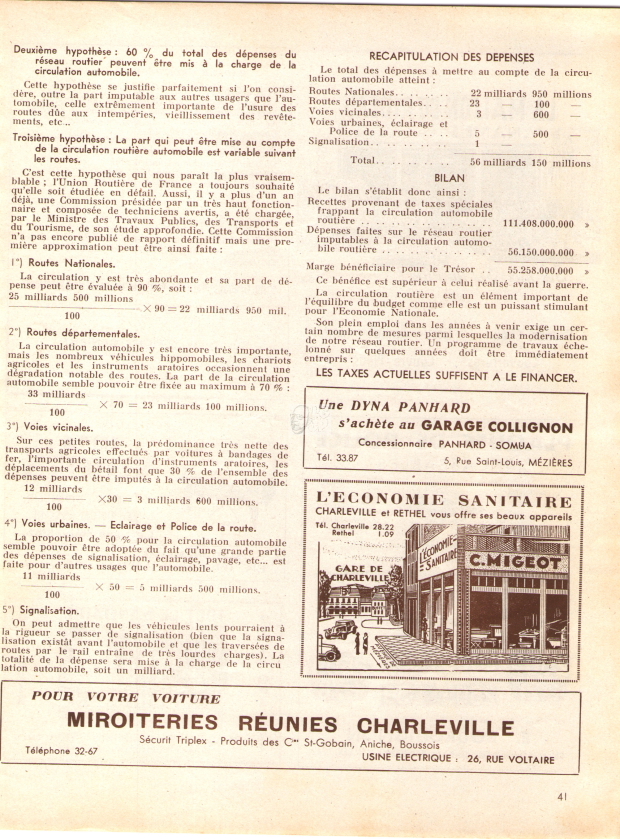 Deuxième hypothèse : 60 % du total des dépenses du
réseau routier peuvent être mis à la charge de la
circulation automobile.
Cette hypothèse se justifie parfaitement si l'on consi-
dère, outre la part imputable aux autres usagers que l'au-
tomobile, celle extrêmement importante de l'usure des
routes dûe aux intempéries, vieillissement des revête-
ments, etc ..
Troisième hypothèse : La part qui peut être mise au compte
de la circulation routière automobile est variable suivant
les routes.
C'est cette hypothèse qui nous paraît la plus vraisem-
blable ; l'Union Routière de France a toujours souhaité
qu'elle soit étudiée en défail. Aussi, il y a plus d'un an
déjà, une Commission présidée par un très haut fonction-
naire et composée de techniciens avertis, a été chargée,
par le Ministre des Travaux Publics, des Transports et
du Tourisme, de son étude approfondie. Cette Commission
n'a pas encore publié de rapport définitif mais une pre-
mière approximation peut être ainsi faite :
1°) Routes Nationales.
La circulation y est très abondante et sa part de dé-
pense peut être évaluée à 90 %, soit :
25 milliards 500 millions
× 90 = 22 milliards 950 mil.
100
2°) Routes départementales.
La circulation automobile y est encore très importante,
mais les nombreux véhicules hippomobiles, les chariots
agricoles et les instruments aratoires occasionnent une
dégradation notable des routes. La part de la circulation
automobile semble pouvoir être fixée au maximum à 70 % :
33 milliards
× 70 = 23 milliards 100 millions.
100
3°) Voies vicinales.
Sur ces petites routes, la prédominance très nette des
transports agricoles effectués par voitures à bandages de
fer, l'importante circulation d'instruments aratoires, les
déplacements du bétail font que 30 % de l'ensemble des
dépenses peuvent être imputés à la circulation automobile.
12 milliards
×30 = 3 milliards 600 millions.
100
4°) Voies urbaines. — Eclairage et Police de la route.
La proportion de 50 % pour la circulation automobile
semble pouvoir être adoptée du fait qu'une grande partie
des dépenses de signalisation, éclairage, pavage, etc... est
faite pour d'autres usages que l'automobile.
11 milliards
× 50 = 5 milliards 500 millions.
100
5°) Signalisation.
On peut admettre que les véhicules lents pourraient à
la rigueur se passer de signalisation (bien que la signa-
lisation existât avant l'automobile et que les traversées de
routes par le rail entraîne de très lourdes charges). La
totalité de la dépense sera mise à la charge de la circu
lation automobile, soit un milliard.
RECAPITULATION DES DEPENSES
Le total des dépenses à mettre au compte de la circu-
lation automobile atteint :
Routes Nationales. . . . . . . 22 milliards 950 millions
Routes départementales. . . . 23 — 100 —
Voies vicinales. . . . . . . . . . 3 — 600 —
Voies urbaines, éclairage et
Police de la route . . . . . 5 — 500 —
Signalisation. . . . . . . . . . . . 1 —
Total. . . . . . . . . . 56 milliards 150 millions
BILAN
Le bilan s'établit donc ainsi :
Recettes provenant de taxes spéciales
frappant la circulation automobile
routière . . . . . . . . . . . . . . . . . 111.408.000.000 »
Dépenses faites sur le réseau routier
imputables à la circulation automo-
bile routière . . . . . . . . . . . . . . 56.150.000.000 »
Marge bénéficiaire pour le Trésor . . 55.258.000.000 »
Ce bénéfice est supérieur à celui réalisé avant la guerre.
La circulation routière est un élément important de
l'équilibre du budget comme elle est un puissant stimulant
pour l'Economie Nationale.
Son plein emploi dans les années à venir exige un cer-
tain nombre de mesures parmi lesquelles la modernisation
de notre réseau routier. Un programme de travaux éche-
lonné sur quelques années doit être immédiatement
entrepris :
LES TAXES ACTUELLES SUFFISENT A LE FINANCER.
Une DYNA PANHARD
s'achète au GARAGE COLLIGNON
Concessionnaire PANHARD - SOMUA
Tél. 33.87 5, Rue Saint-Louis, MÉZIÈRES
L'ECONOMIE SANITAIRE
CHARLEVILLE et RETHEL vous offre ses beaux appareils
Tél. Charleville 28.22
Rethel 1.09
GARE DE
CHARLEVILLE
L'ÉCONOMIE-
SANITAIRE
C.MIGEOT
POUR VOTRE VOITURE
MIROITERIES RÉUNIES CHARLEVILLE
Sécurit Triplex - Produits des Cies St-Gobain, Aniche, Boussois
Téléphone 32-67
USINE ELECTRIQUE : 26, RUE VOLTAIRE
41